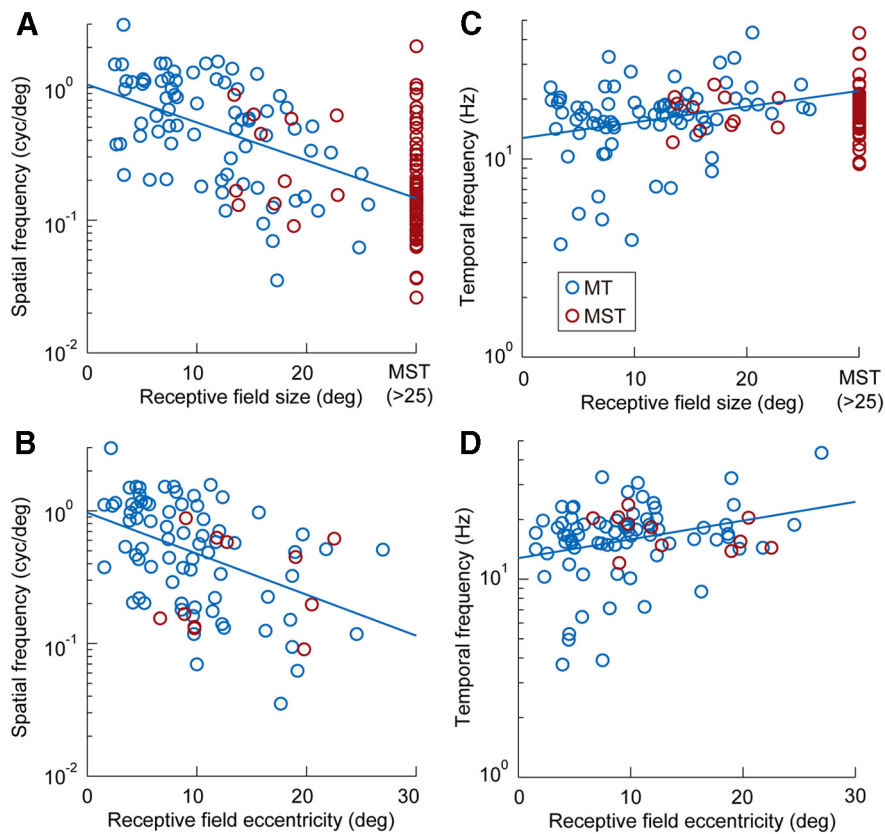 A
Spatial frequency (cyc/deg)
10^0
10^-1
10^-2
0
10
20
MST
(>25)
Receptive field size (deg)
C
Temporal frequency (Hz)
10^1
10^0
MT
MST
0
10
20
MST
(>25)
Receptive field size (deg)
B
Spatial frequency (cyc/deg)
10^0
10^-1
10^-2
0
10
20
30
Receptive field eccentricity (deg)
D
Temporal frequency (Hz)
10^1
10^0
0
10
20
30
Receptive field eccentricity (deg)